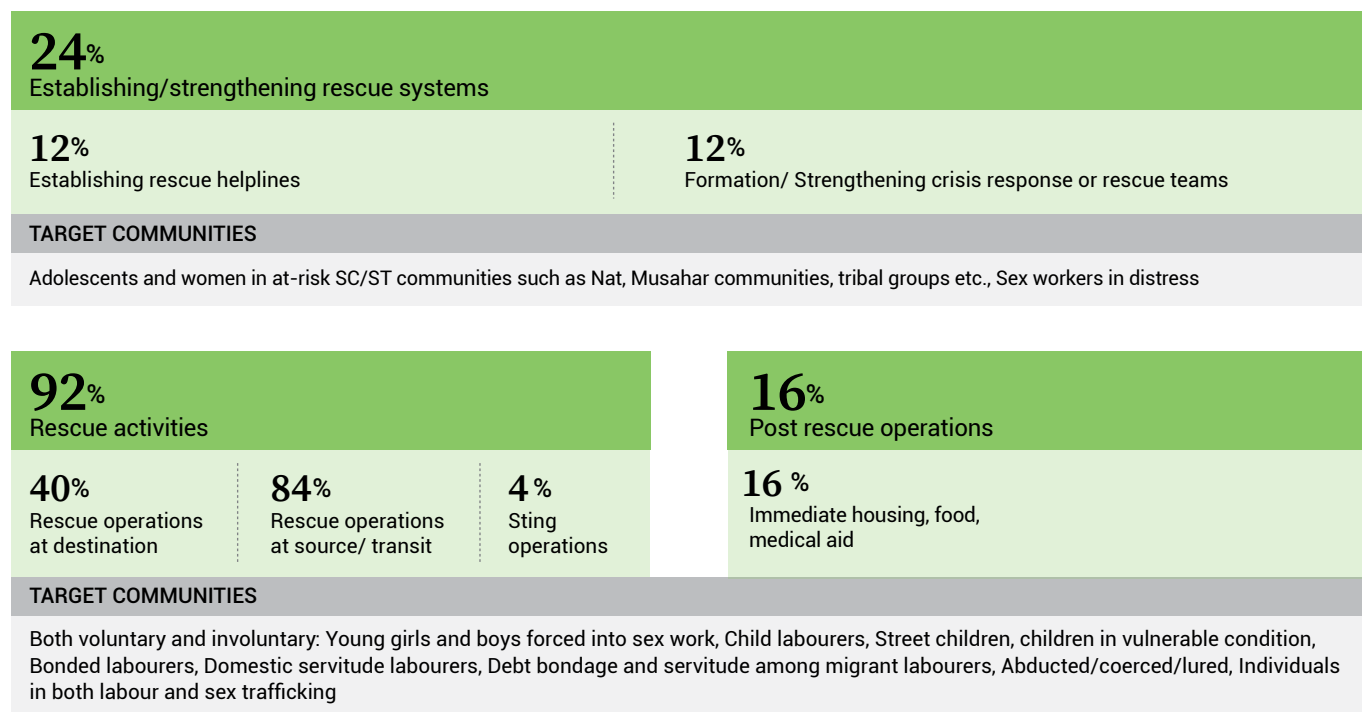 24%
Establishing/strengthening rescue systems
12%
Establishing rescue helplines
12%
Formation/ Strengthening crisis response or rescue teams
TARGET COMMUNITIES
Adolescents and women in at-risk SC/ST communities such as Nat, Musahar communities, tribal groups etc., Sex workers in distress
92%
Rescue activities
40%
Rescue operations
at destination
84%
Rescue operations
at source/ transit
4 %
Sting
operations
16%
Post rescue operations
16 %
Immediate housing, food,
medical aid
TARGET COMMUNITIES
Both voluntary and involuntary: Young girls and boys forced into sex work, Child labourers, Street children, children in vulnerable condition,
Bonded labourers, Domestic servitude labourers, Debt bondage and servitude among migrant labourers, Abducted/coerced/lured, Individuals
in both labour and sex trafficking